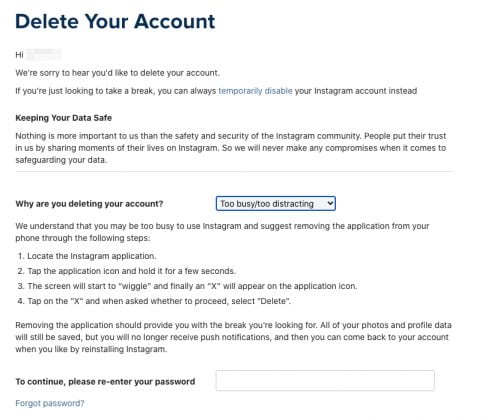 Delete Your Account
Hi
We're sorry to hear you'd like to delete your account.
If you're just looking to take a break, you can always temporarily disable your Instagram account instead
Keeping Your Data Safe
Nothing is more important to us than the safety and security of the Instagram community. People put their trust
in us by sharing moments of their lives on Instagram. So we will never make any compromises when it comes to
safeguarding your data.
Why are you deleting your account? Too busy/too distracting
We understand that you may be too busy to use Instagram and suggest removing the application from your
phone through the following steps:
1. Locate the Instagram application.
2. Tap the application icon and hold it for a few seconds.
3. The screen will start to "wiggle" and finally an "X" will appear on the application icon.
4. Tap on the "X" and when asked whether to proceed, select "Delete".
Removing the application should provide you with the break you're looking for. All of your photos and profile data
will still be saved, but you will no longer receive push notifications, and then you can come back to your account
when you like by reinstalling Instagram.
To continue, please re-enter your password
Forgot password?